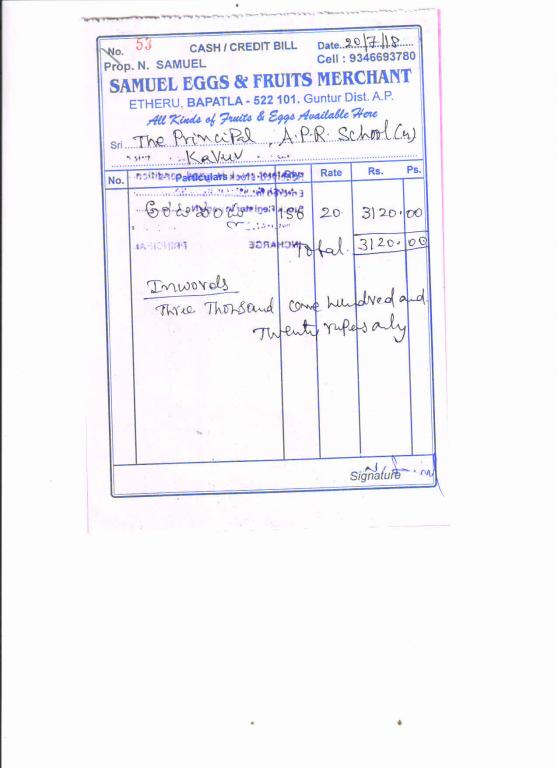 No. 53 CASH / CREDIT BILL Date 20/7/18
Prop. N. SAMUEL Cell : 9346693780
SAMUEL EGGS & FRUITS MERCHANT
ETHERU, BAPATLA - 522 101. Guntur Dist. A.P.
All Kinds of Fruits & Eggs Available Here
Sri The Principal, A.P.R. School
Kavur
No. Particulars Qty. Rate Rs. Ps.
156 20 3120.00
Total. 3120.00
Inwords
Three Thousand one hundred and
Twenty rupes only
Signature